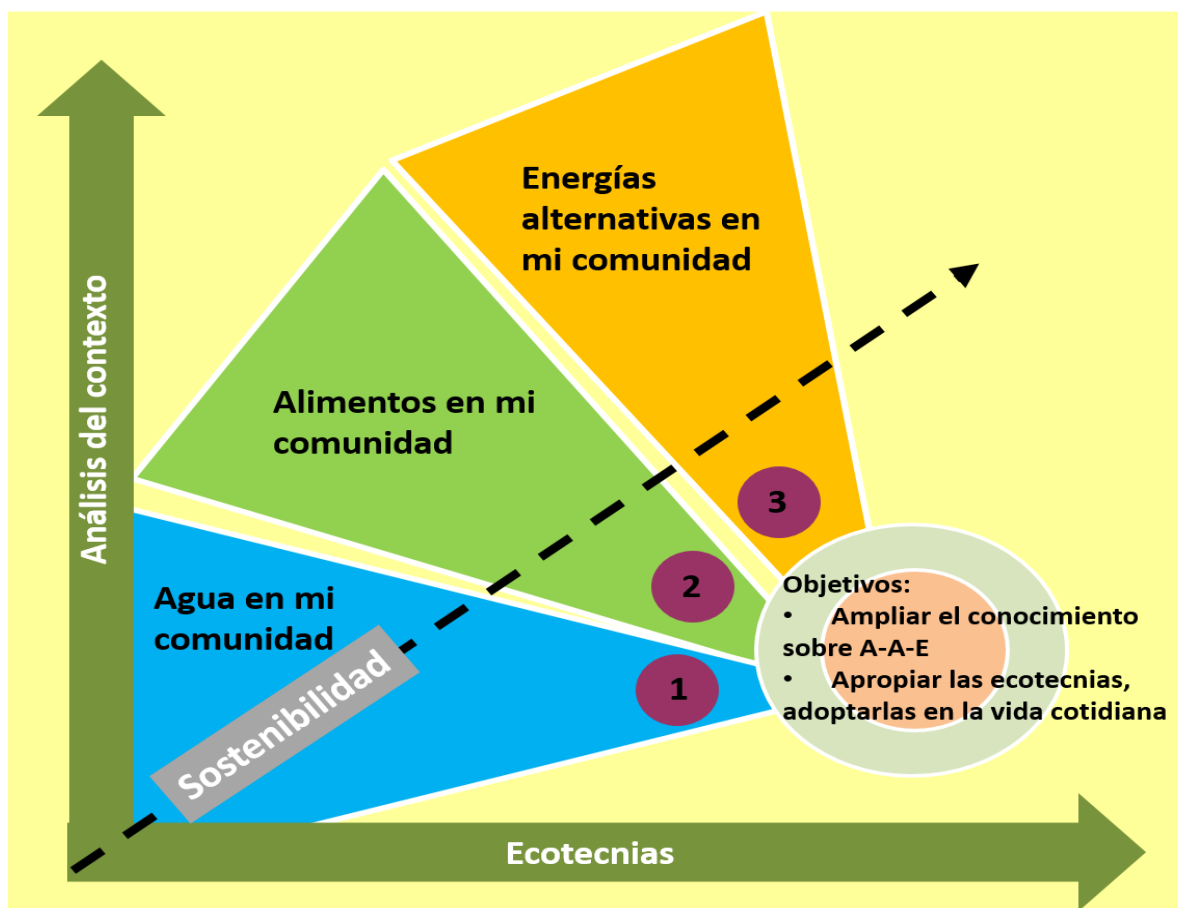 Energías
alternativas en
mi comunidad
Análisis del contexto
Alimentos en mi
comunidad
3
2
Agua en mi
comunidad
1
Sostenibilidad
Objetivos:
• Ampliar el conocimiento
sobre A-A-E
• Apropiar las ecotecnias,
adoptarlas en la vida cotidiana
Ecotecnias